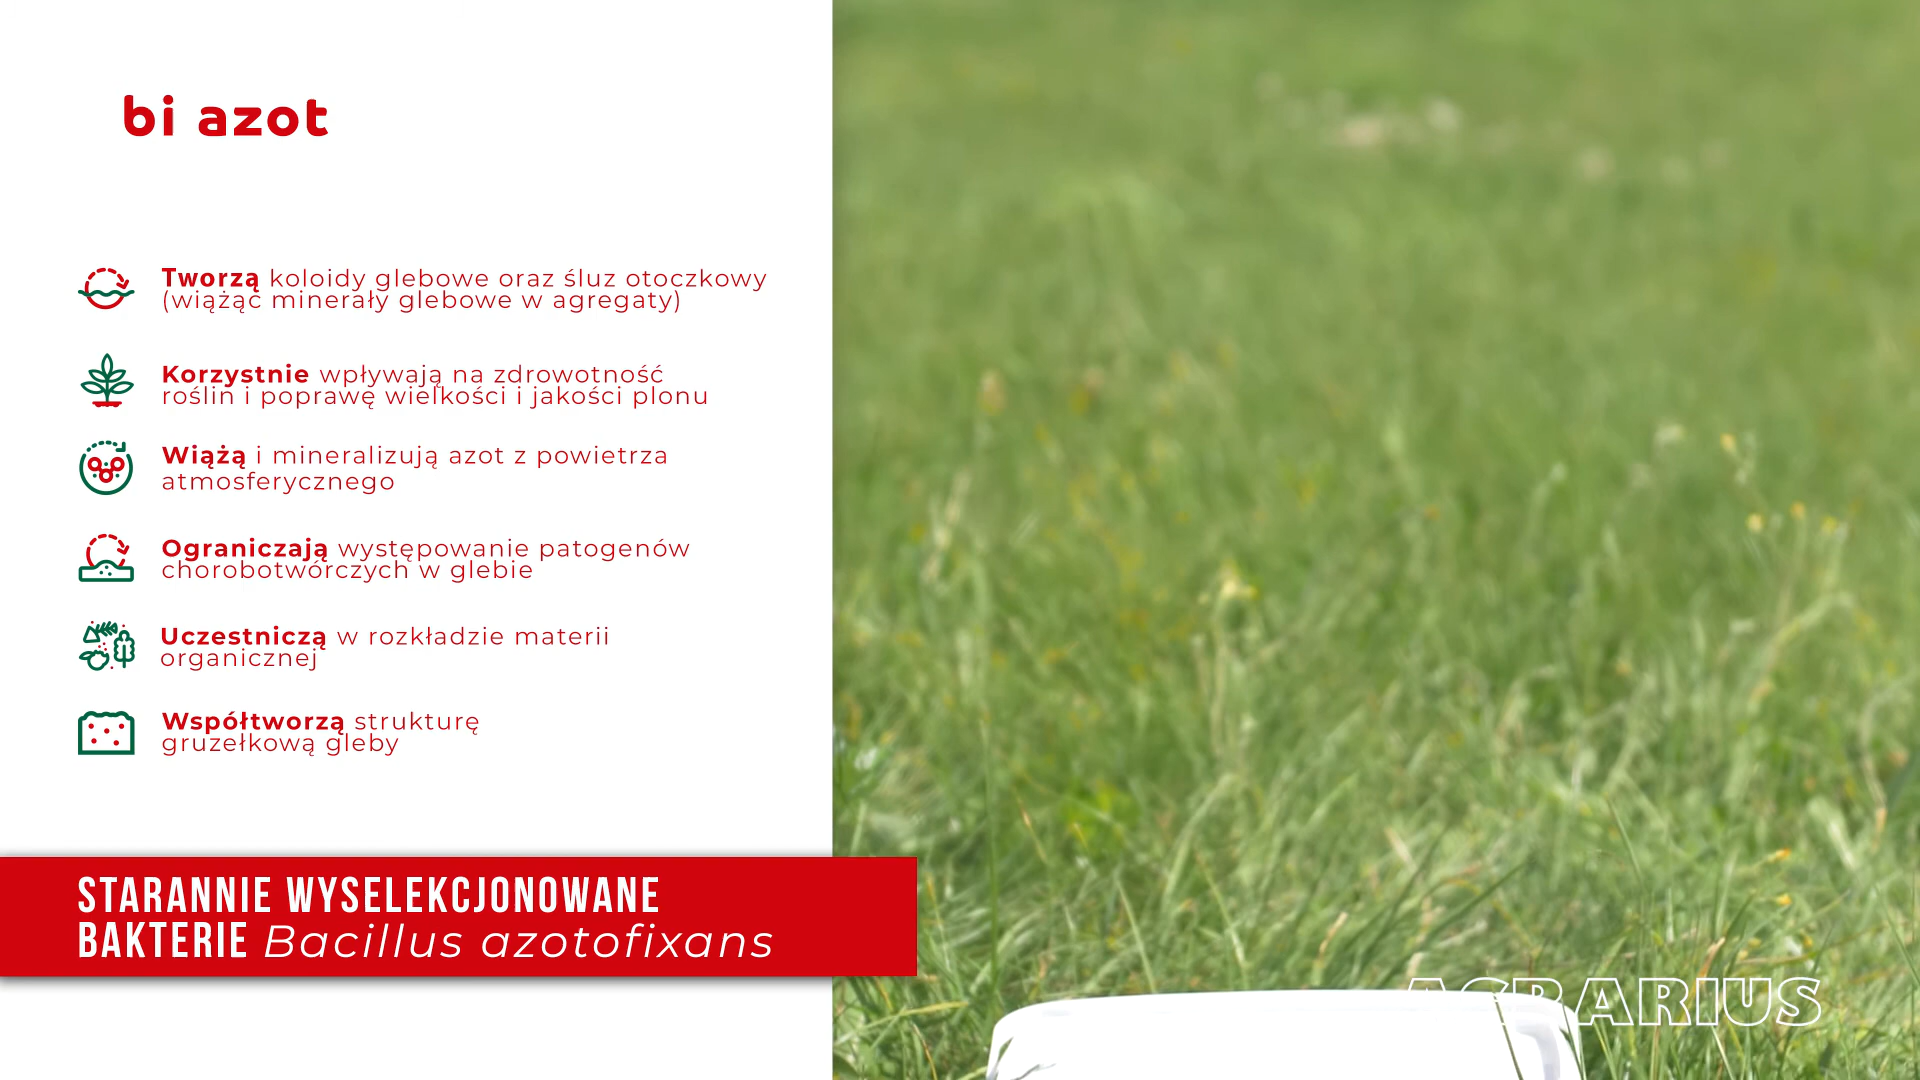 bi azot
Tworzą koloidy glebowe oraz śluz otoczkowy
(wiążąc minerały glebowe w agregaty)
Korzystnie wpływają na zdrowotność
roślin i poprawę wielkości i jakości plonu
Wiążą i mineralizują azot z powietrza
atmosferycznego
Ograniczają występowanie patogenów
chorobotwórczych w glebie
Uczestniczą w rozkładzie materii
organicznej
Współtworzą strukturę
gruzełkową gleby
STARANNIE WYSELEKCJONOWANE
BAKTERIE Bacillus azotofixans
AGRARIUS